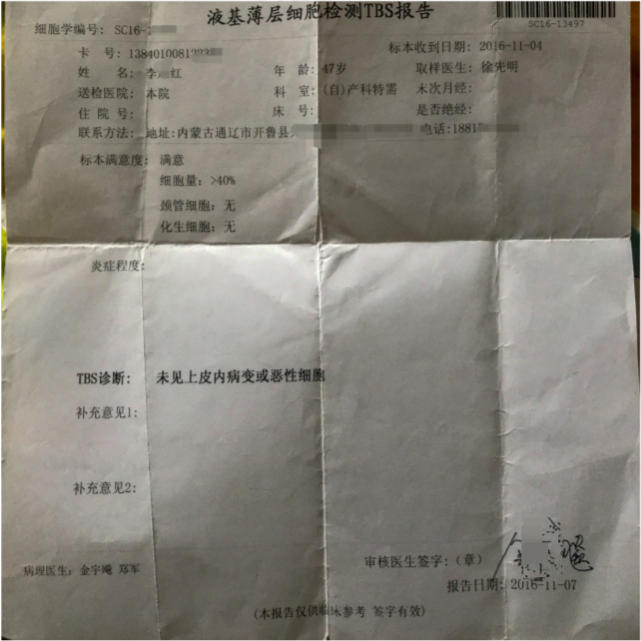 液基薄层细胞检测TBS报告
细胞学编号: SC16-
SC16-13497
卡 号: 1384010081 标本收到日期: 2016-11-04
姓 名: 李 红 年 龄: 47岁 取样医生: 徐先明
送检医院: 本院 科 室: (自)产科特需 末次月经:
住 院 号: 床 号: 是否绝经:
联系方法: 地址:内蒙古通辽市开鲁县 电话:1881
标本满意度: 满意
细胞量: >40%
颈管细胞: 无
化生细胞: 无
炎症程度:
TBS诊断: 未见上皮内病变或恶性细胞
补充意见1:
补充意见2:
审核医生签字:(章)
病理医生: 金宇飚 郑军
报告日期: 2016-11-07
(本报告仅供临床参考 签字有效)